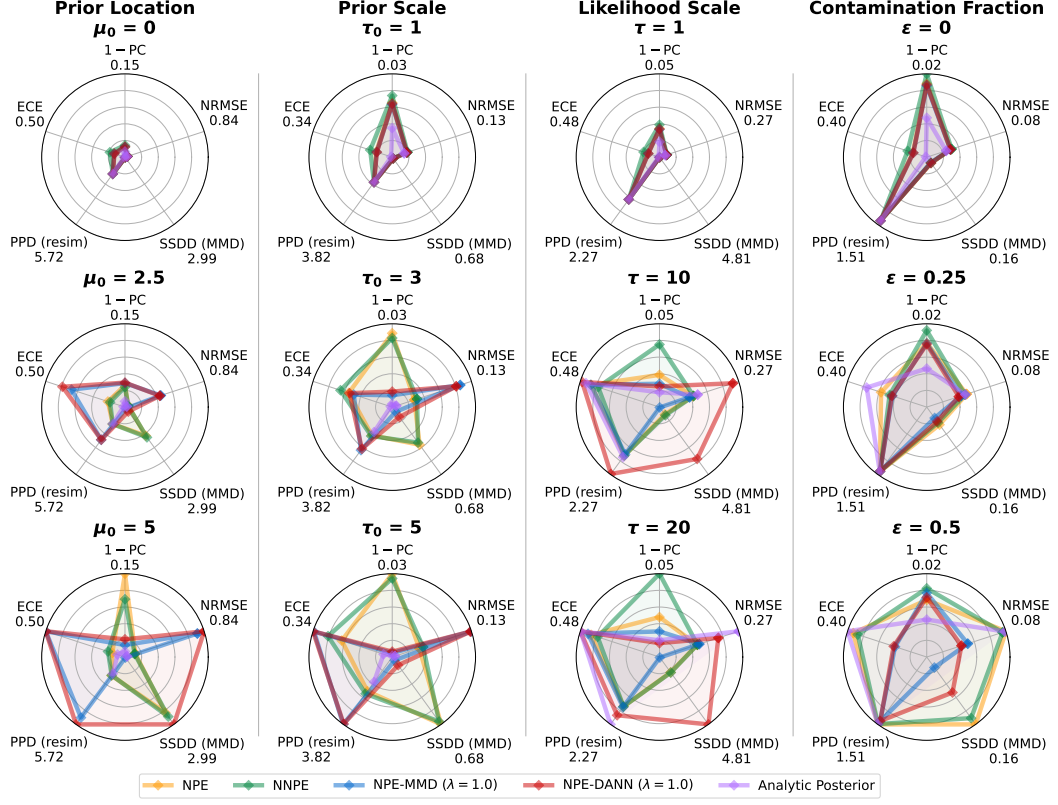 Prior Location
Prior Scale
Likelihood Scale
Contamination Fraction
μ₀ = 0
1 − PC
0.15
ECE
0.50
NRMSE
0.84
PPD (resim)
5.72
SSDD (MMD)
2.99
τ₀ = 1
1 − PC
0.03
ECE
0.34
NRMSE
0.13
PPD (resim)
3.82
SSDD (MMD)
0.68
τ = 1
1 − PC
0.05
ECE
0.48
NRMSE
0.27
PPD (resim)
2.27
SSDD (MMD)
4.81
ε = 0
1 − PC
0.02
ECE
0.40
NRMSE
0.08
PPD (resim)
1.51
SSDD (MMD)
0.16
μ₀ = 2.5
1 − PC
0.15
ECE
0.50
NRMSE
0.84
PPD (resim)
5.72
SSDD (MMD)
2.99
τ₀ = 3
1 − PC
0.03
ECE
0.34
NRMSE
0.13
PPD (resim)
3.82
SSDD (MMD)
0.68
τ = 10
1 − PC
0.05
ECE
0.48
NRMSE
0.27
PPD (resim)
2.27
SSDD (MMD)
4.81
ε = 0.25
1 − PC
0.02
ECE
0.40
NRMSE
0.08
PPD (resim)
1.51
SSDD (MMD)
0.16
μ₀ = 5
1 − PC
0.15
ECE
0.50
NRMSE
0.84
PPD (resim)
5.72
SSDD (MMD)
2.99
τ₀ = 5
1 − PC
0.03
ECE
0.34
NRMSE
0.13
PPD (resim)
3.82
SSDD (MMD)
0.68
τ = 20
1 − PC
0.05
ECE
0.48
NRMSE
0.27
PPD (resim)
2.27
SSDD (MMD)
4.81
ε = 0.5
1 − PC
0.02
ECE
0.40
NRMSE
0.08
PPD (resim)
1.51
SSDD (MMD)
0.16
NPE
NNPE
NPE-MMD (λ = 1.0)
NPE-DANN (λ = 1.0)
Analytic Posterior